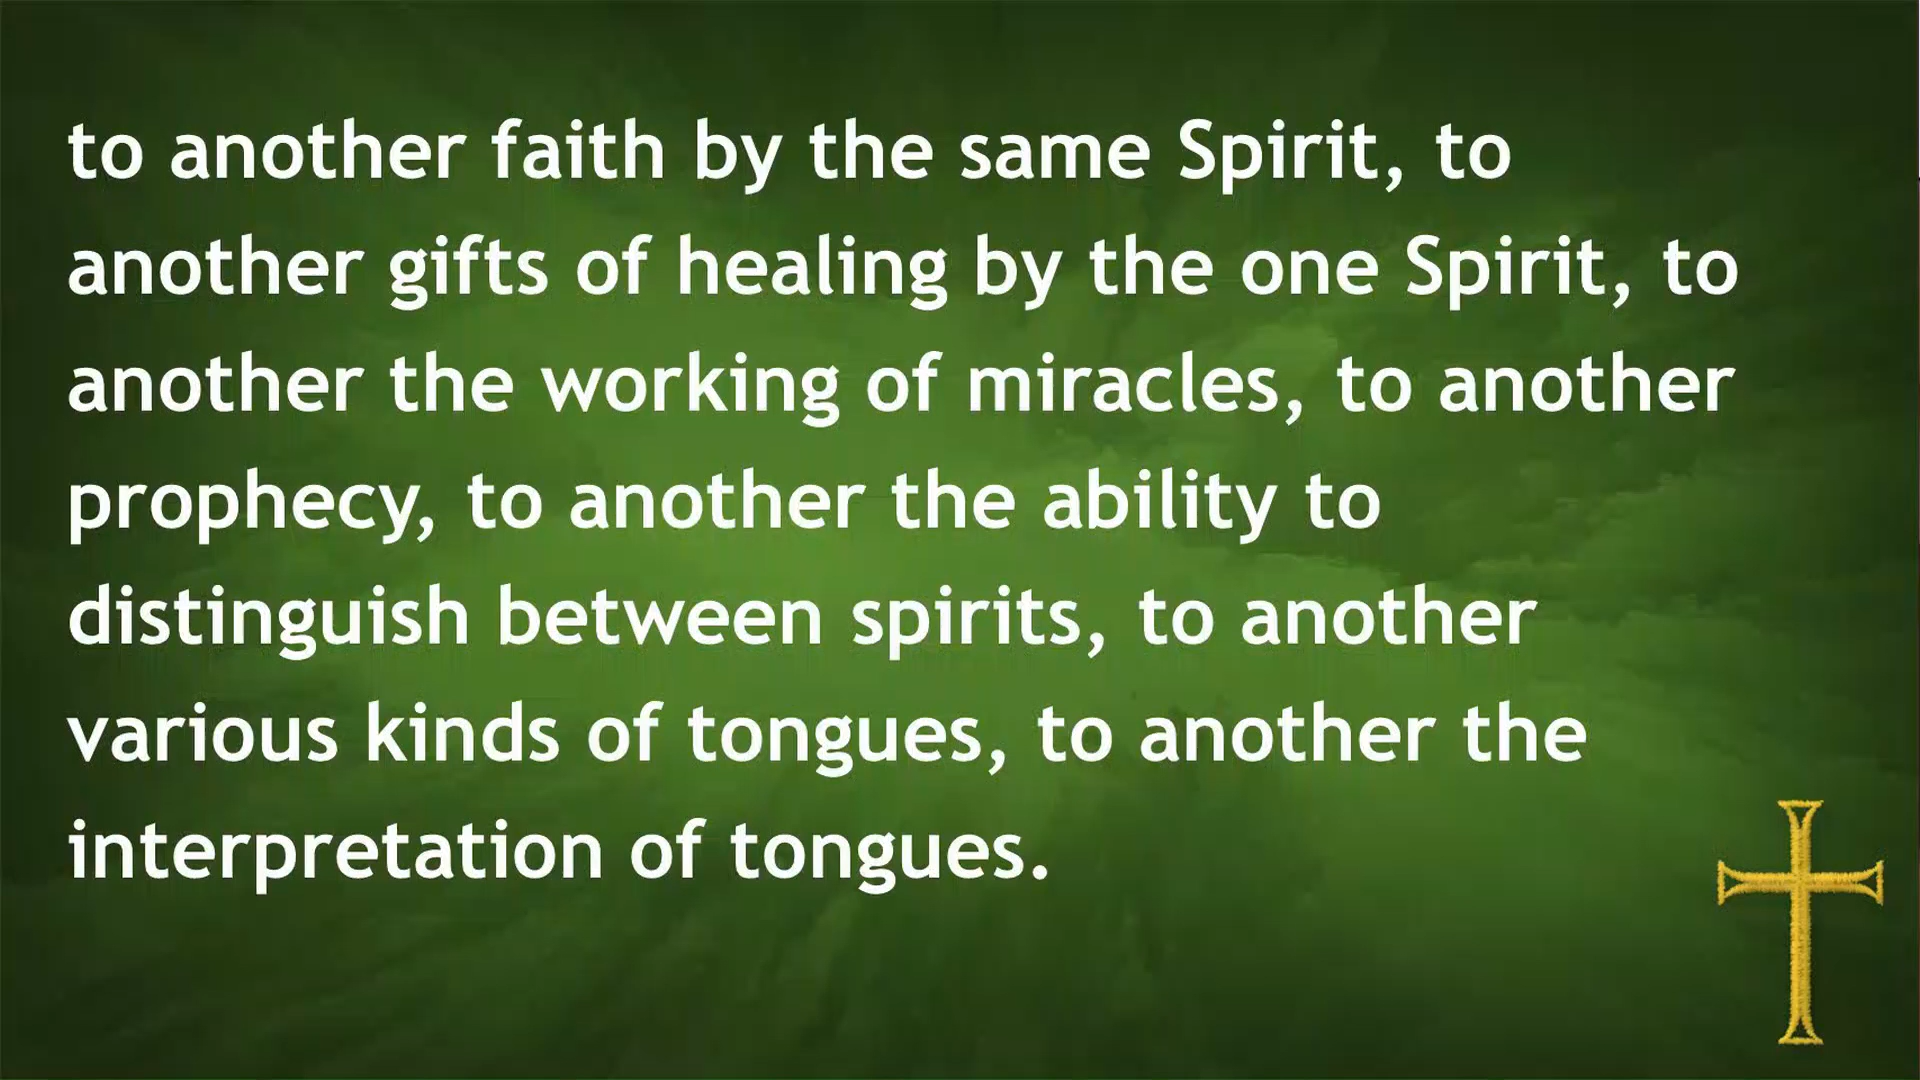 to another faith by the same Spirit, to
another gifts of healing by the one Spirit, to
another the working of miracles, to another
prophecy, to another the ability to
distinguish between spirits, to another
various kinds of tongues, to another the
interpretation of tongues.